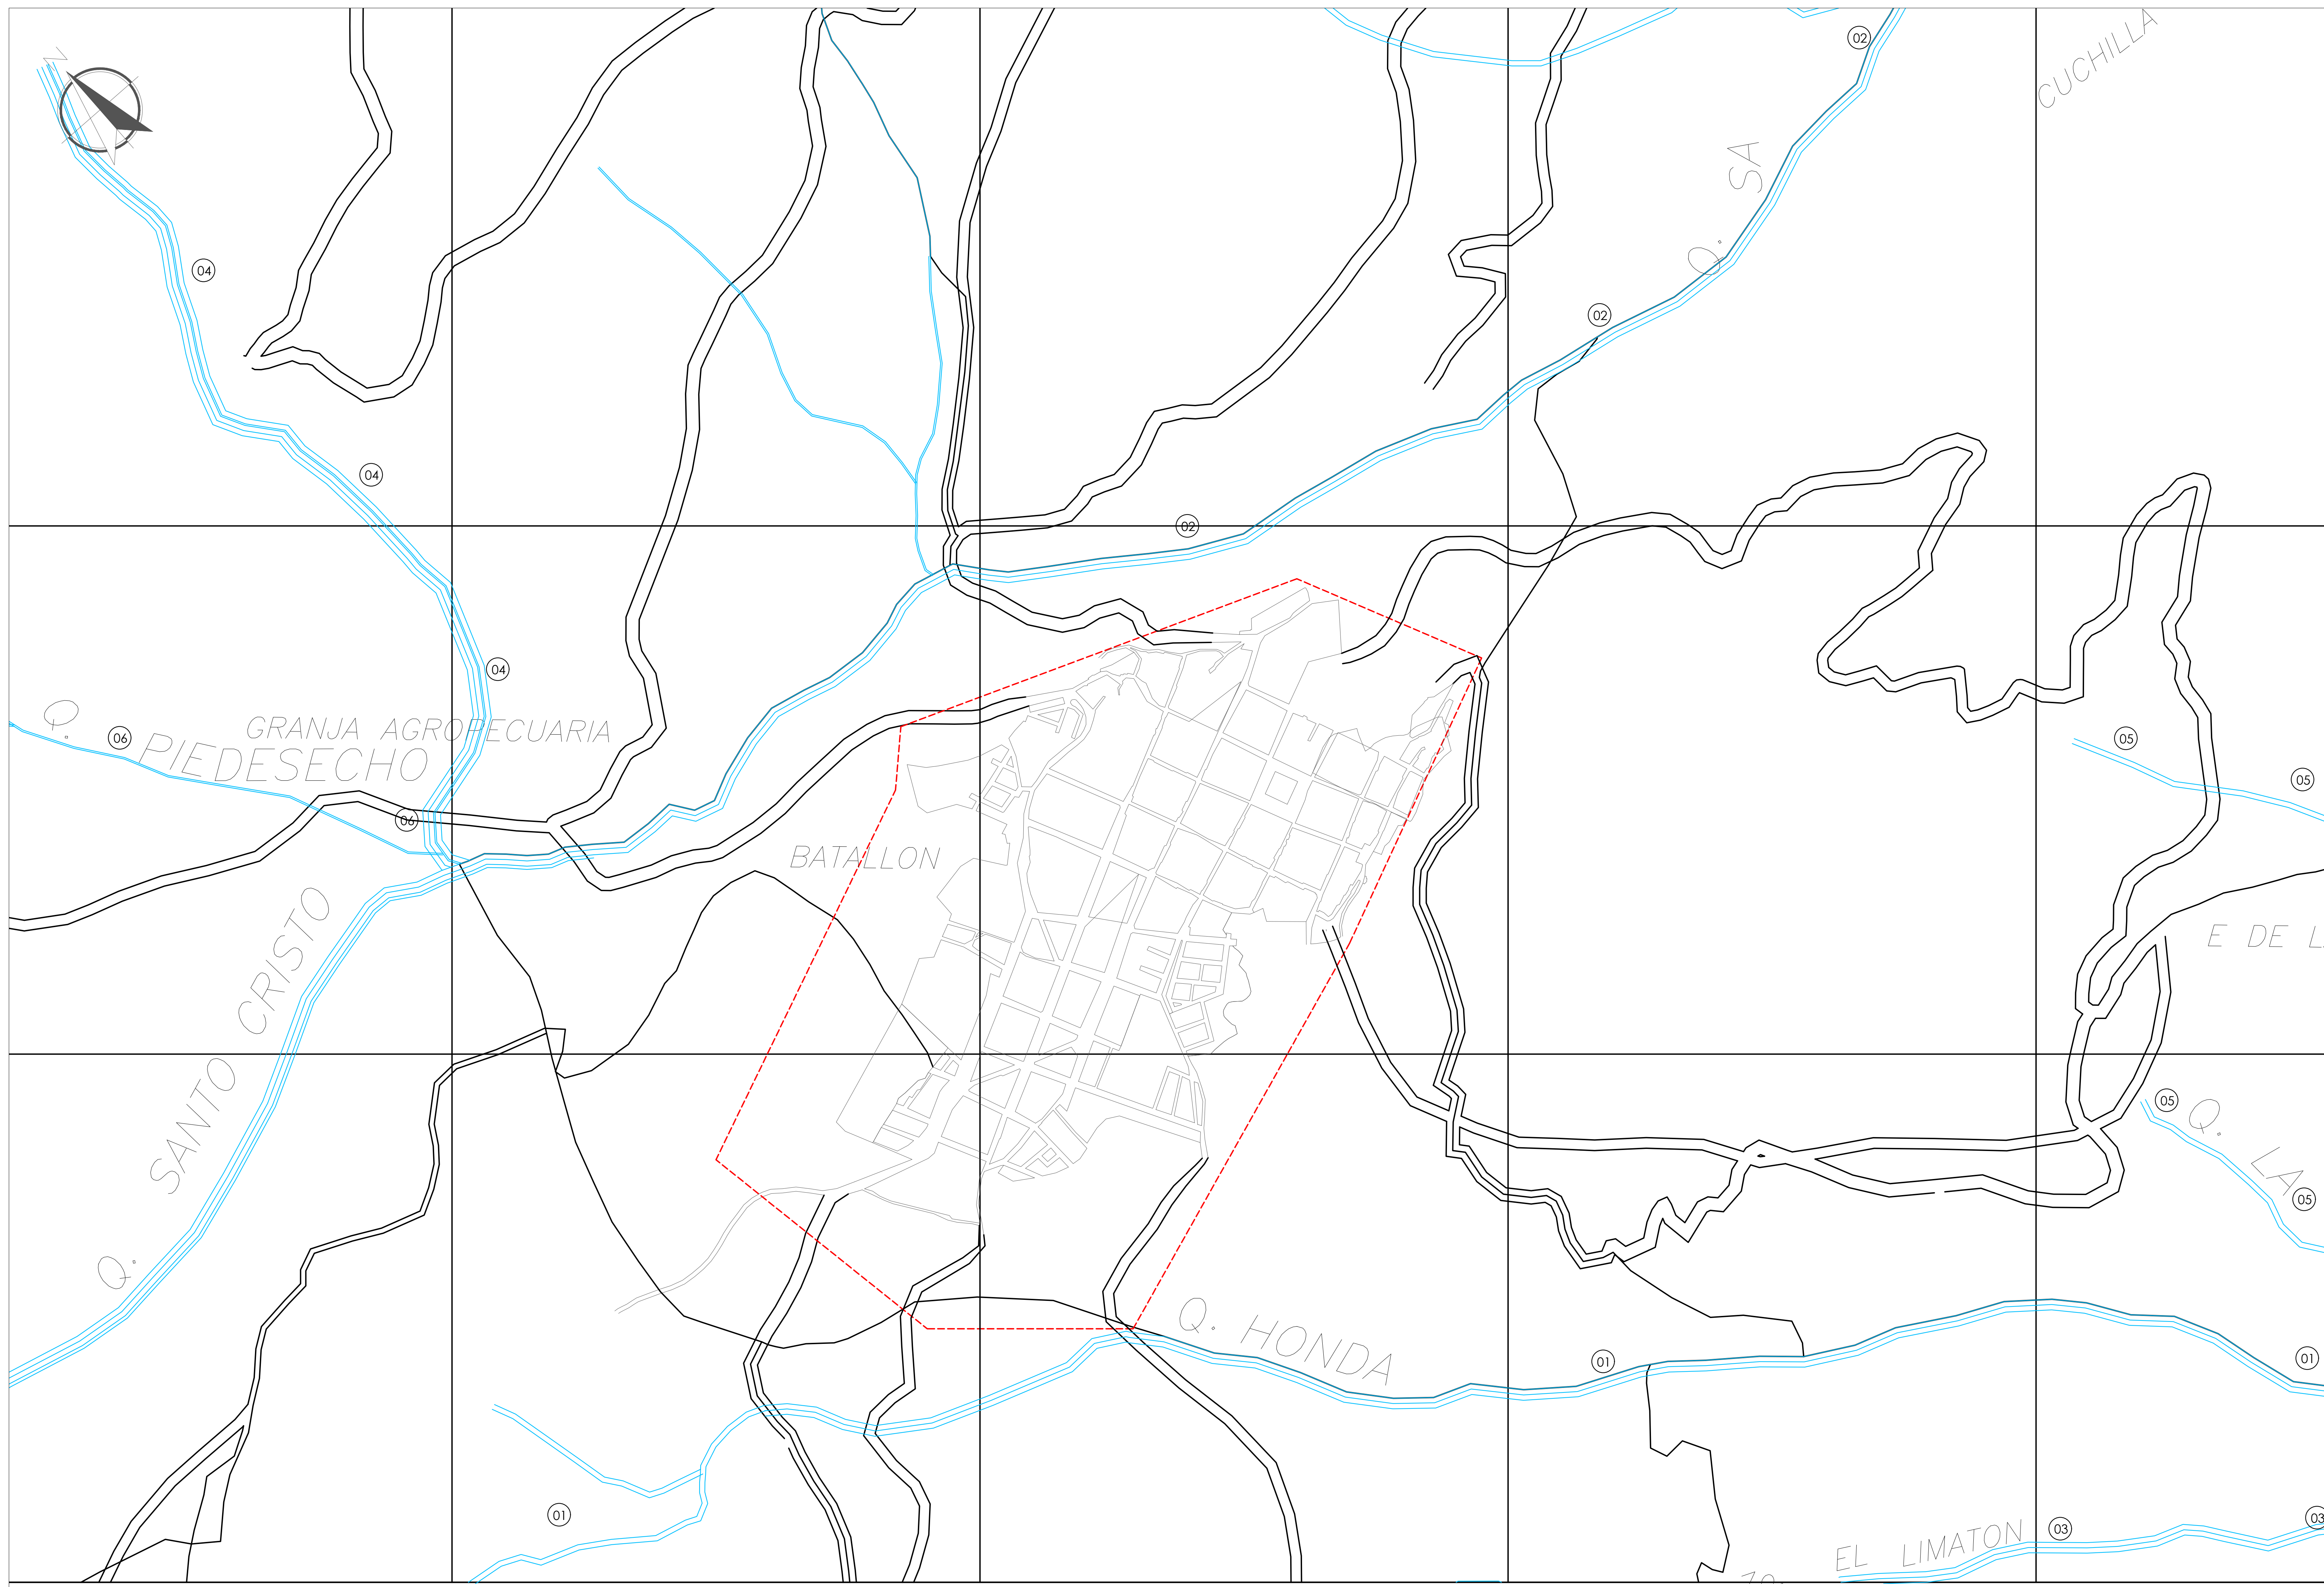 N
02
CUCHILLA
Q. SA
04
02
04
02
04
Q.
PIEDESECHO
GRANJA AGROPECUARIA
06
05
05
06
BATALLON
E DE L
SANTO CRISTO
Q.
05
Q. LA
05
Q. HONDA
01
01
01
EL LIMATON
03
03